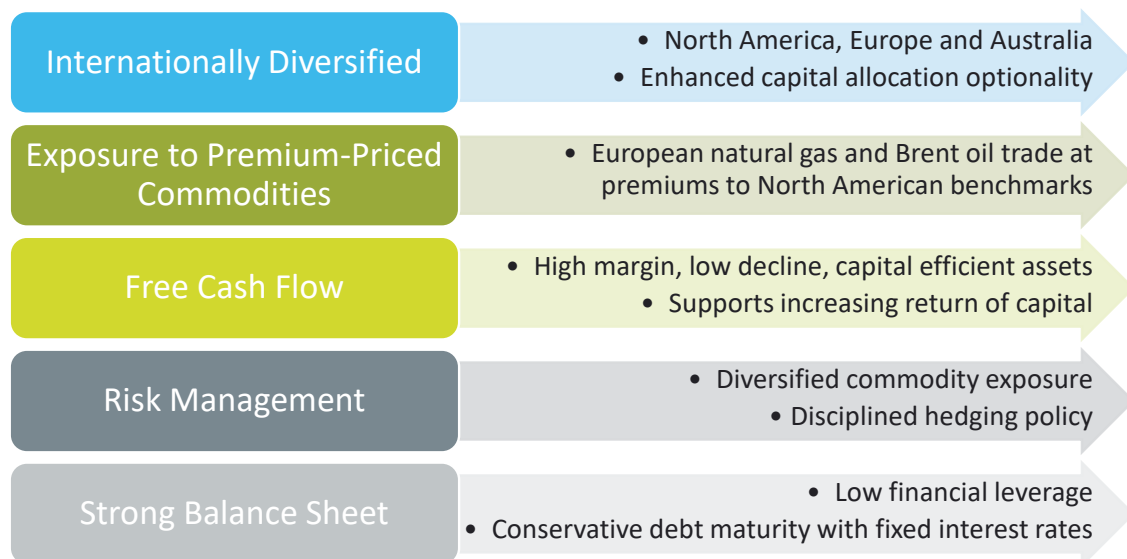 Internationally Diversified
• North America, Europe and Australia
• Enhanced capital allocation optionality
Exposure to Premium-Priced
Commodities
• European natural gas and Brent oil trade at
premiums to North American benchmarks
Free Cash Flow
• High margin, low decline, capital efficient assets
• Supports increasing return of capital
Risk Management
• Diversified commodity exposure
• Disciplined hedging policy
Strong Balance Sheet
• Low financial leverage
• Conservative debt maturity with fixed interest rates